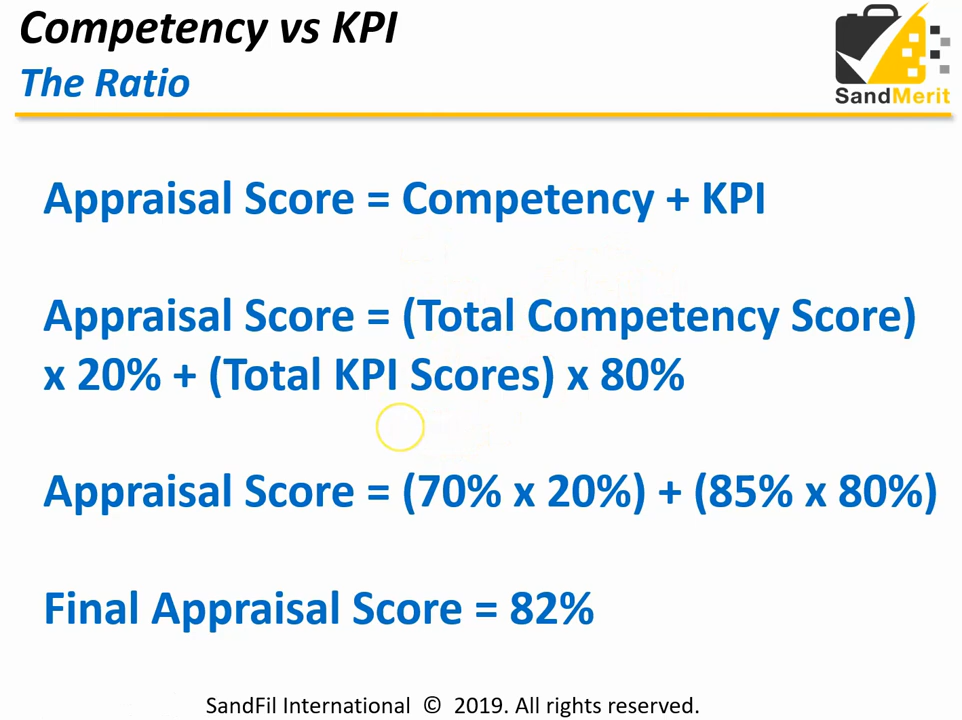 Competency vs KPI
The Ratio
SandMerit
Appraisal Score = Competency + KPI
Appraisal Score = (Total Competency Score)
x 20% + (Total KPI Scores) x 80%
Appraisal Score = (70% x 20%) + (85% x 80%)
Final Appraisal Score = 82%
SandFil International © 2019. All rights reserved.